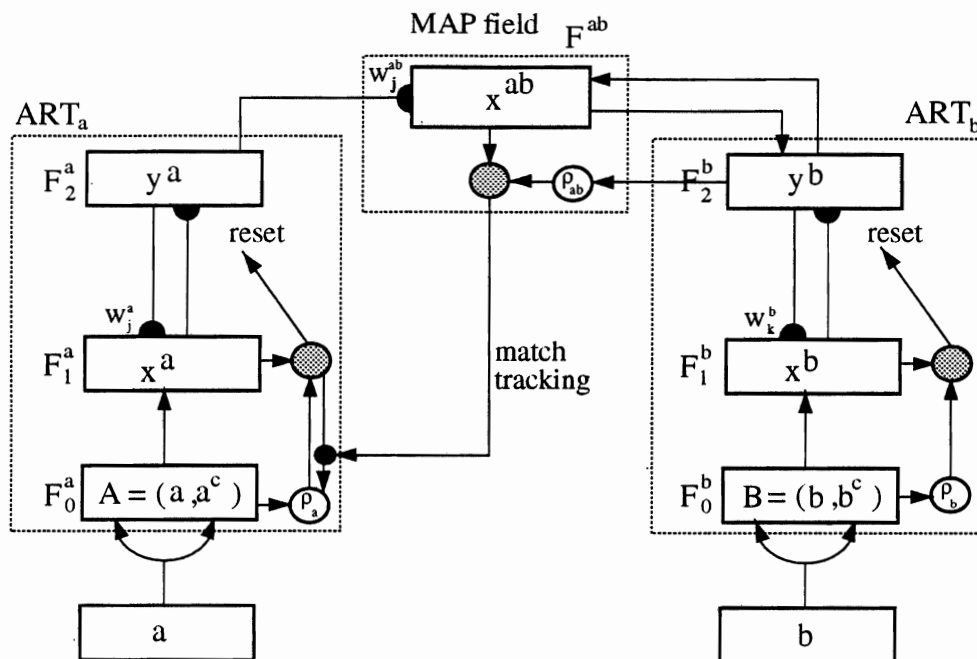 MAP field
F^ab
w_j^ab
x^ab
ART_a
ART_b
F_2^a
y^a
ρ_ab
F_2^b
y^b
reset
reset
w_j^a
w_k^b
F_1^a
x^a
match
tracking
F_1^b
x^b
F_0^a
A = (a , a^c )
ρ_a
F_0^b
B = (b , b^c )
ρ_b
a
b